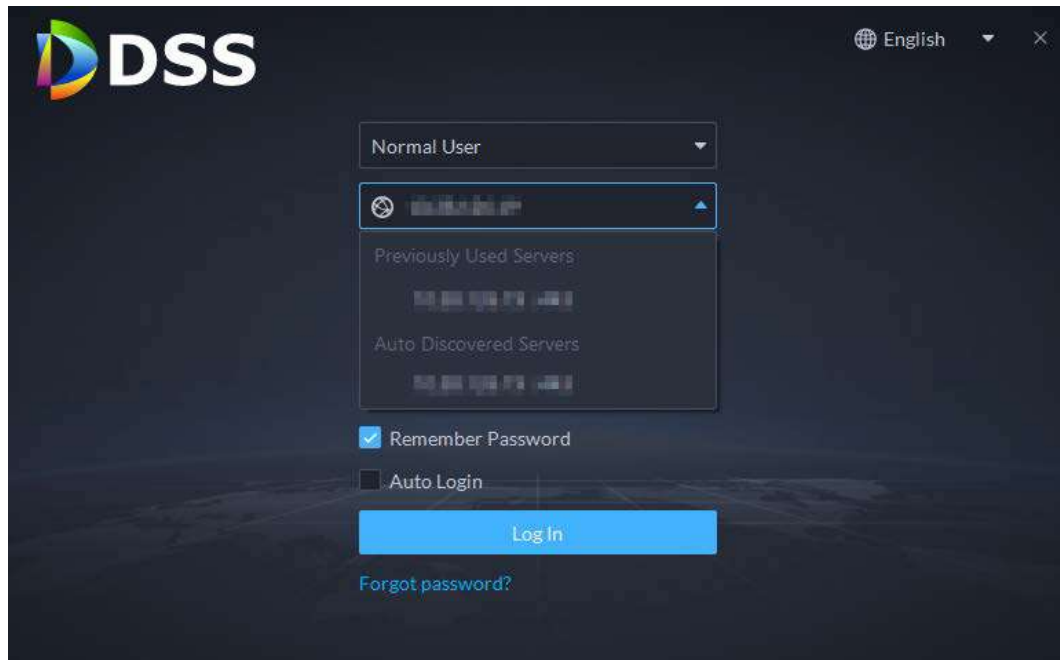 DSS
English
Normal User
Previously Used Servers
Auto Discovered Servers
Remember Password
Auto Login
Log In
Forgot password?